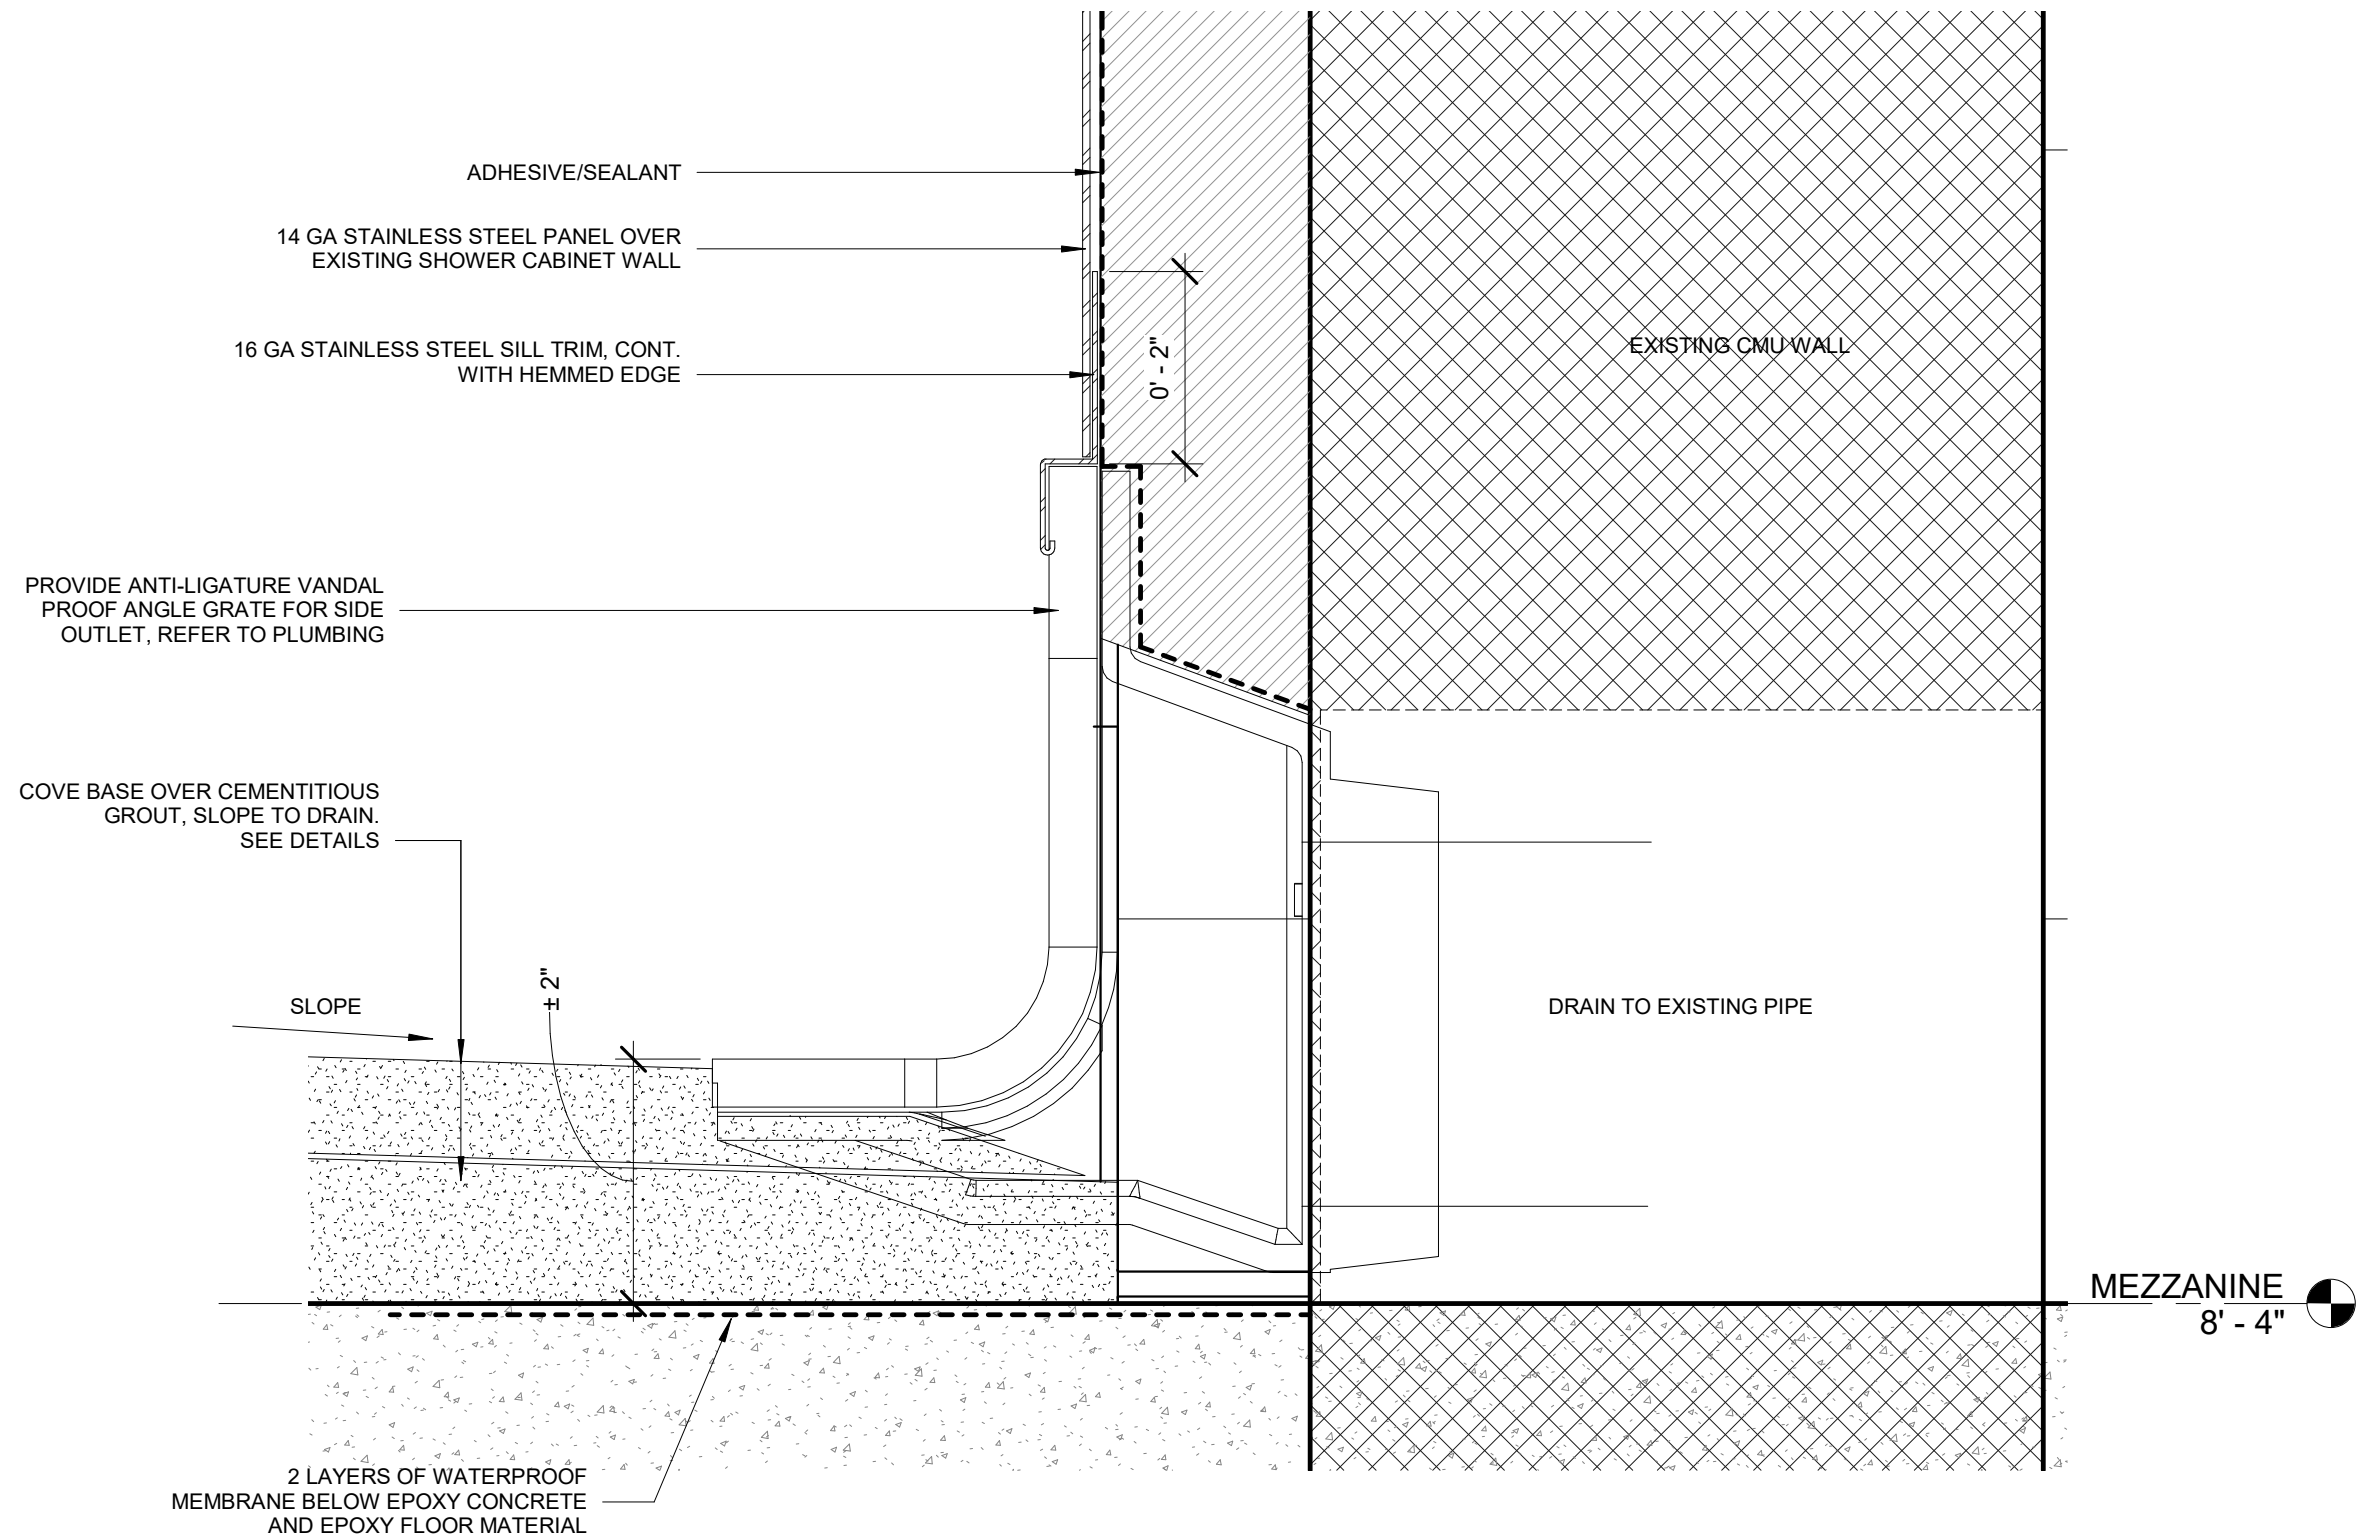 ADHESIVE/SEALANT
14 GA STAINLESS STEEL PANEL OVER
EXISTING SHOWER CABINET WALL
16 GA STAINLESS STEEL SILL TRIM, CONT.
WITH HEMMED EDGE
0' - 2"
EXISTING CMU WALL
PROVIDE ANTI-LIGATURE VANDAL
PROOF ANGLE GRATE FOR SIDE
OUTLET, REFER TO PLUMBING
COVE BASE OVER CEMENTITIOUS
GROUT, SLOPE TO DRAIN.
SEE DETAILS
± 2"
SLOPE
DRAIN TO EXISTING PIPE
MEZZANINE
8' - 4"
2 LAYERS OF WATERPROOF
MEMBRANE BELOW EPOXY CONCRETE
AND EPOXY FLOOR MATERIAL